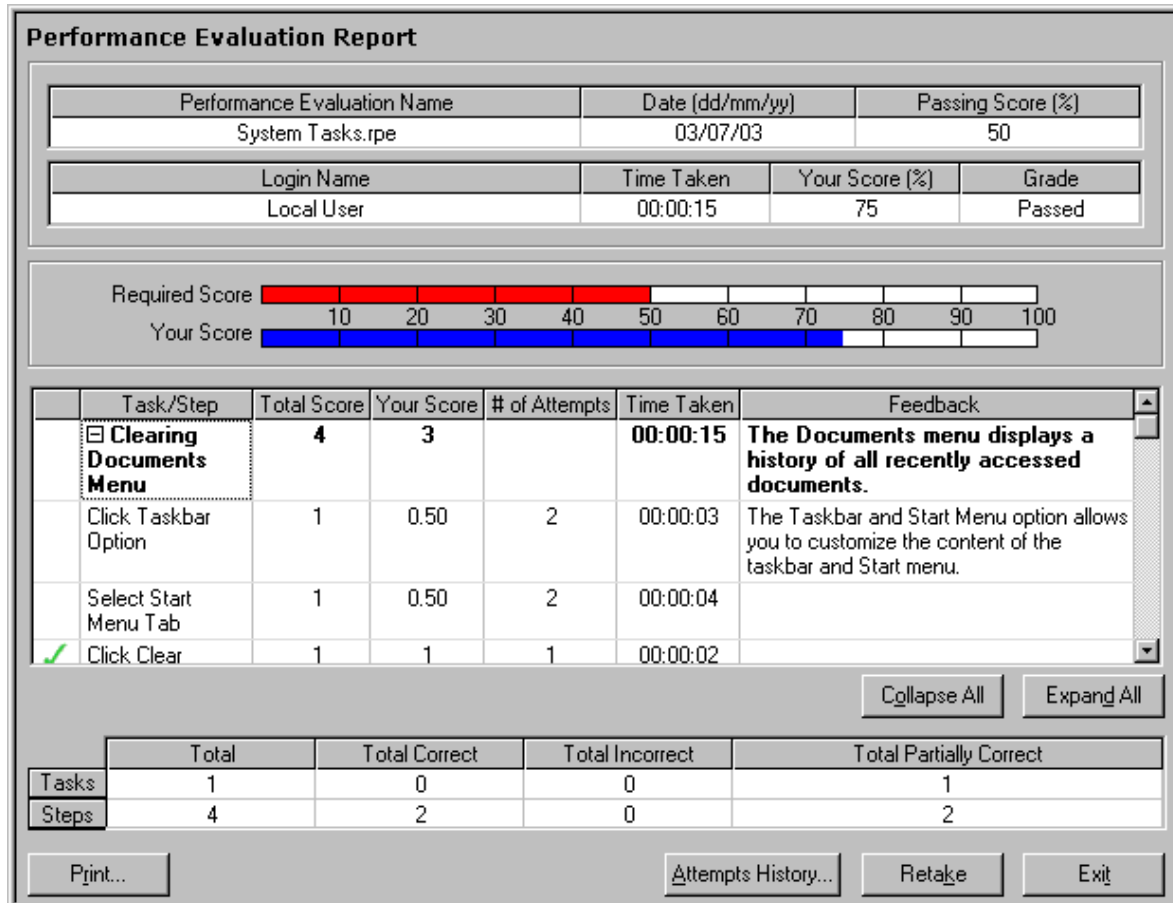 Performance Evaluation Report
Performance Evaluation Name Date (dd/mm/yy) Passing Score (%)
System Tasks.rpe 03/07/03 50
Login Name Time Taken Your Score (%) Grade
Local User 00:00:15 75 Passed
Required Score
10 20 30 40 50 60 70 80 90 100
Your Score
Task/Step Total Score Your Score # of Attempts Time Taken Feedback
Clearing 4 3 00:00:15 The Documents menu displays a
Documents history of all recently accessed
Menu documents.
Click Taskbar 1 0.50 2 00:00:03 The Taskbar and Start Menu option allows
Option you to customize the content of the
taskbar and Start menu.
Select Start 1 0.50 2 00:00:04
Menu Tab
Click Clear 1 1 1 00:00:02
Collapse All Expand All
Total Total Correct Total Incorrect Total Partially Correct
Tasks 1 0 0 1
Steps 4 2 0 2
Print... Attempts History... Retake Exit